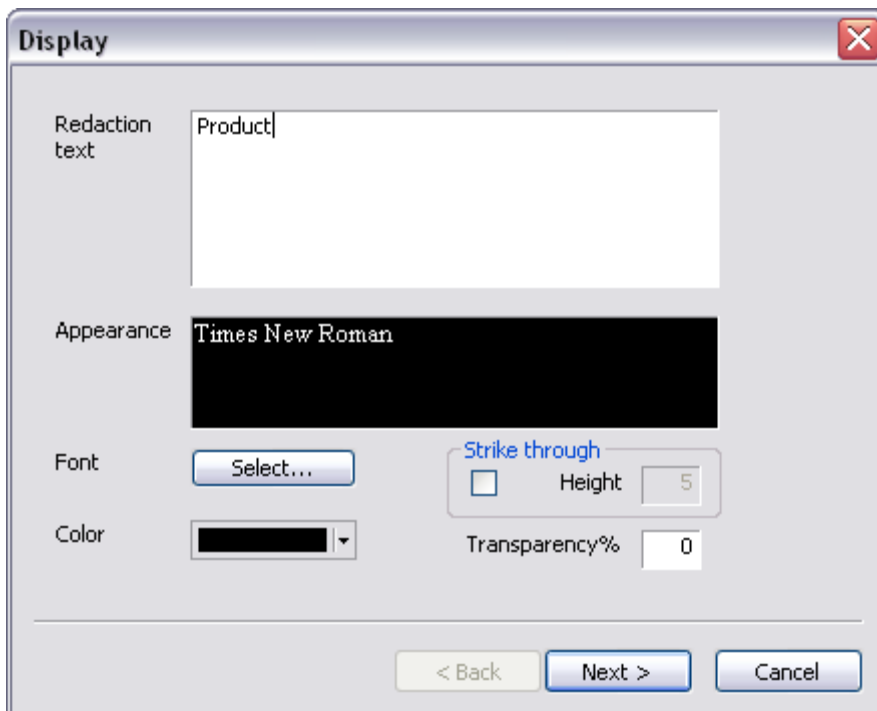 Display
Redaction
text
Product
Appearance
Times New Roman
Font
Select...
Strike through
Height
5
Color
Transparency%
0
< Back
Next >
Cancel